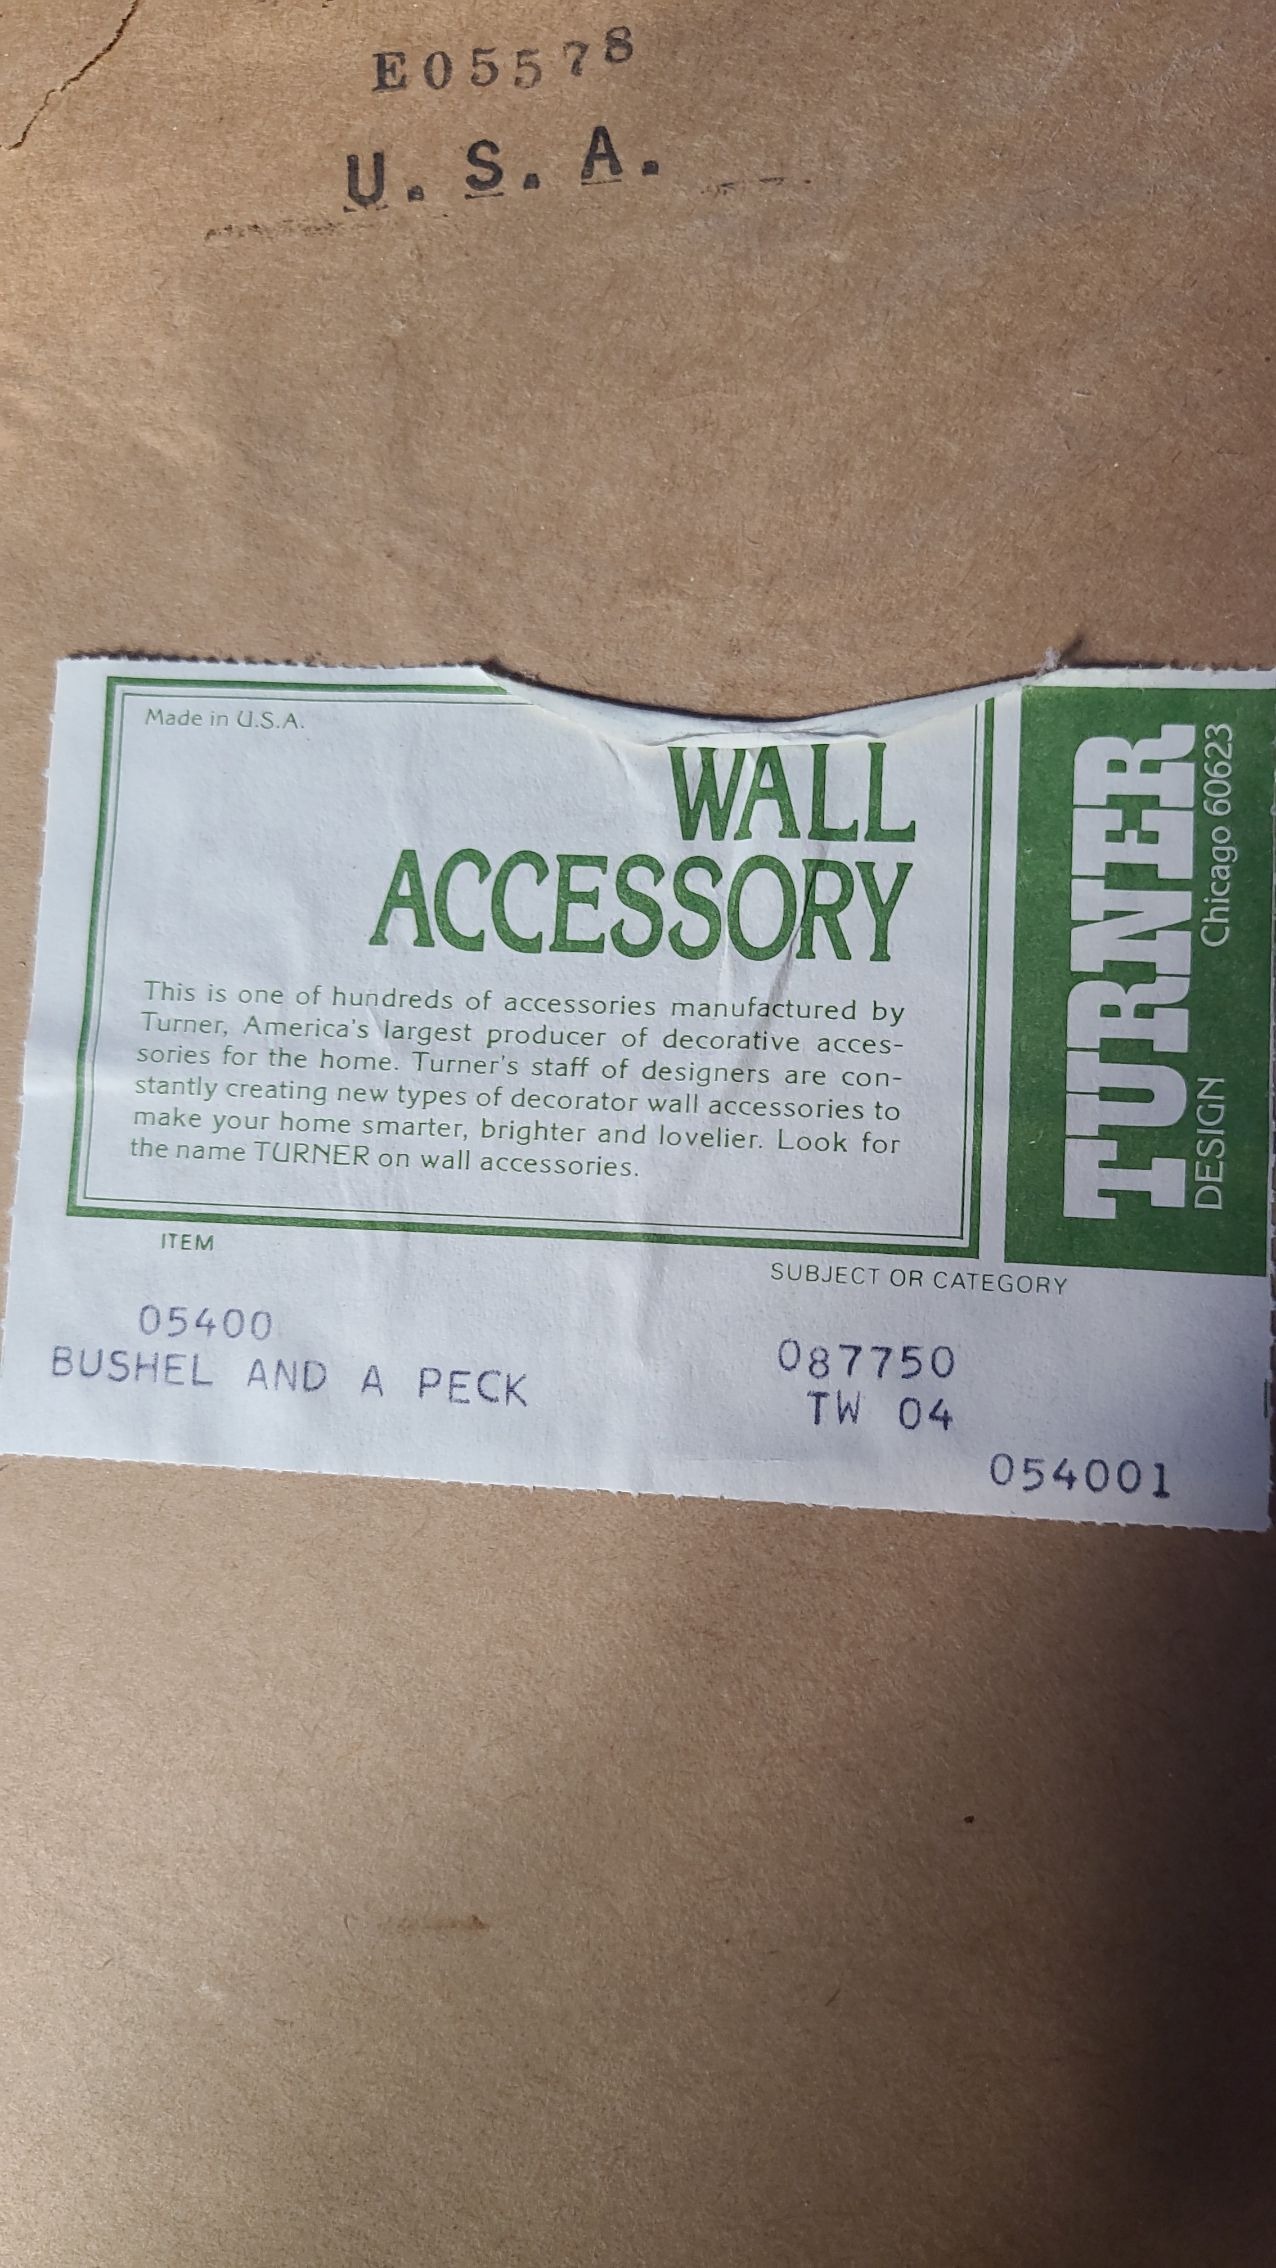 E05578
U.S.A.
Made in U.S.A.
WALL
ACCESSORY
This is one of hundreds of accessories manufactured by
Turner, America's largest producer of decorative acces-
sories for the home. Turner's staff of designers are con-
stantly creating new types of decorator wall accessories to
make your home smarter, brighter and lovelier. Look for
the name TURNER on wall accessories.
TURNER
DESIGN Chicago 60623
ITEM
SUBJECT OR CATEGORY
05400
BUSHEL AND A PECK
087750
TW 04
054001